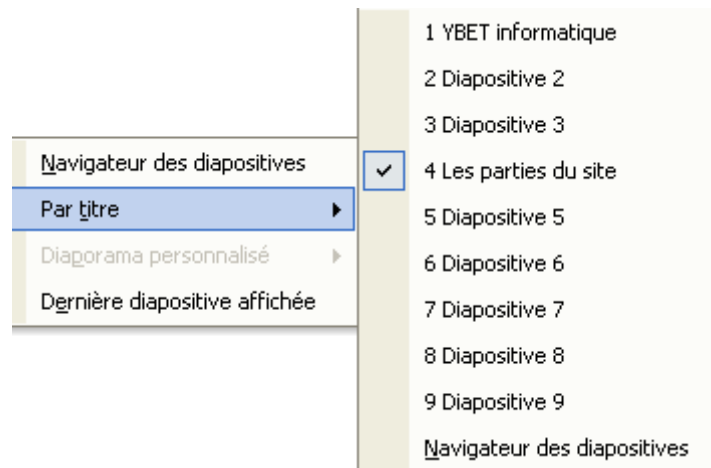 Navigateur des diapositives
Par titre
Diaporama personnalisé
Dernière diapositive affichée
1 YBET informatique
2 Diapositive 2
3 Diapositive 3
4 Les parties du site
5 Diapositive 5
6 Diapositive 6
7 Diapositive 7
8 Diapositive 8
9 Diapositive 9
Navigateur des diapositives